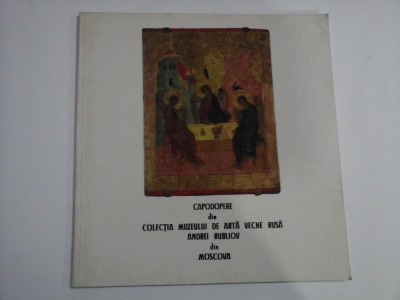 CAPODOPERE
din
COLECȚIA MUZEULUI DE ARTĂ VECHE RUSĂ
ANDREI RUBLIOV
din
MOSCOVA